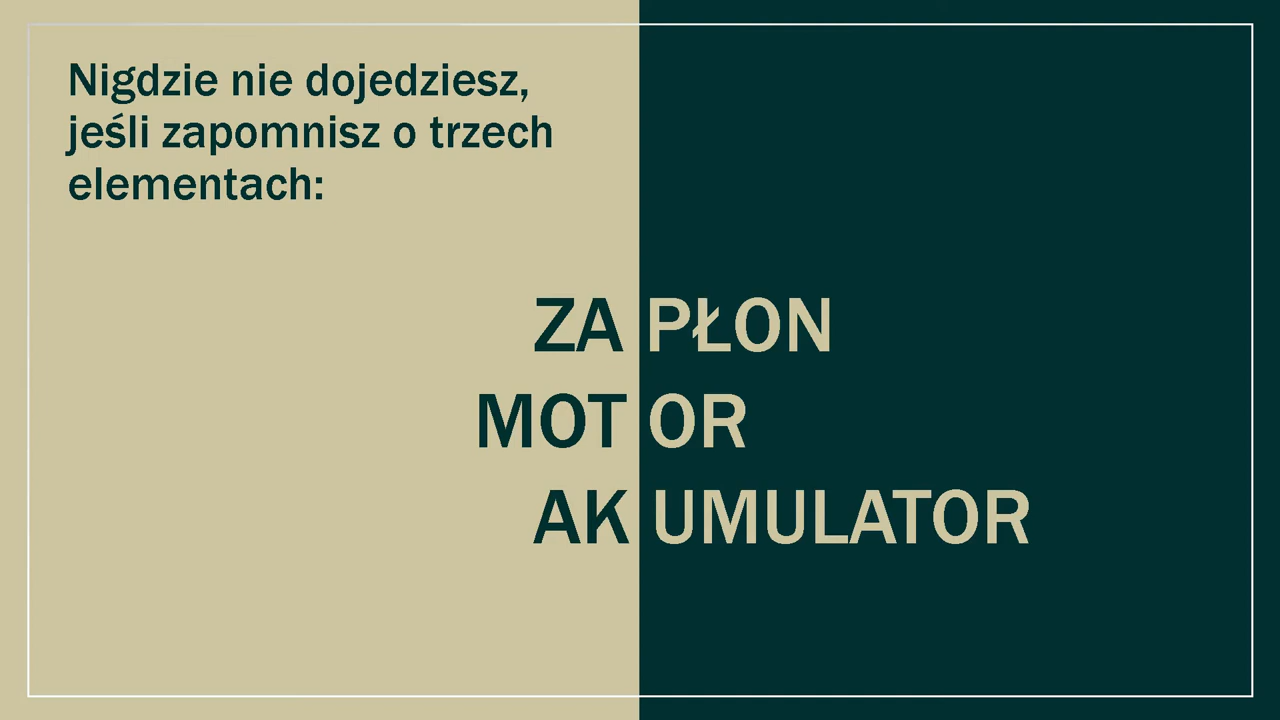 Nigdzie nie dojedziesz,
jeśli zapomnisz o trzech
elementach:
ZA PŁON
MOT OR
AK UMULATOR